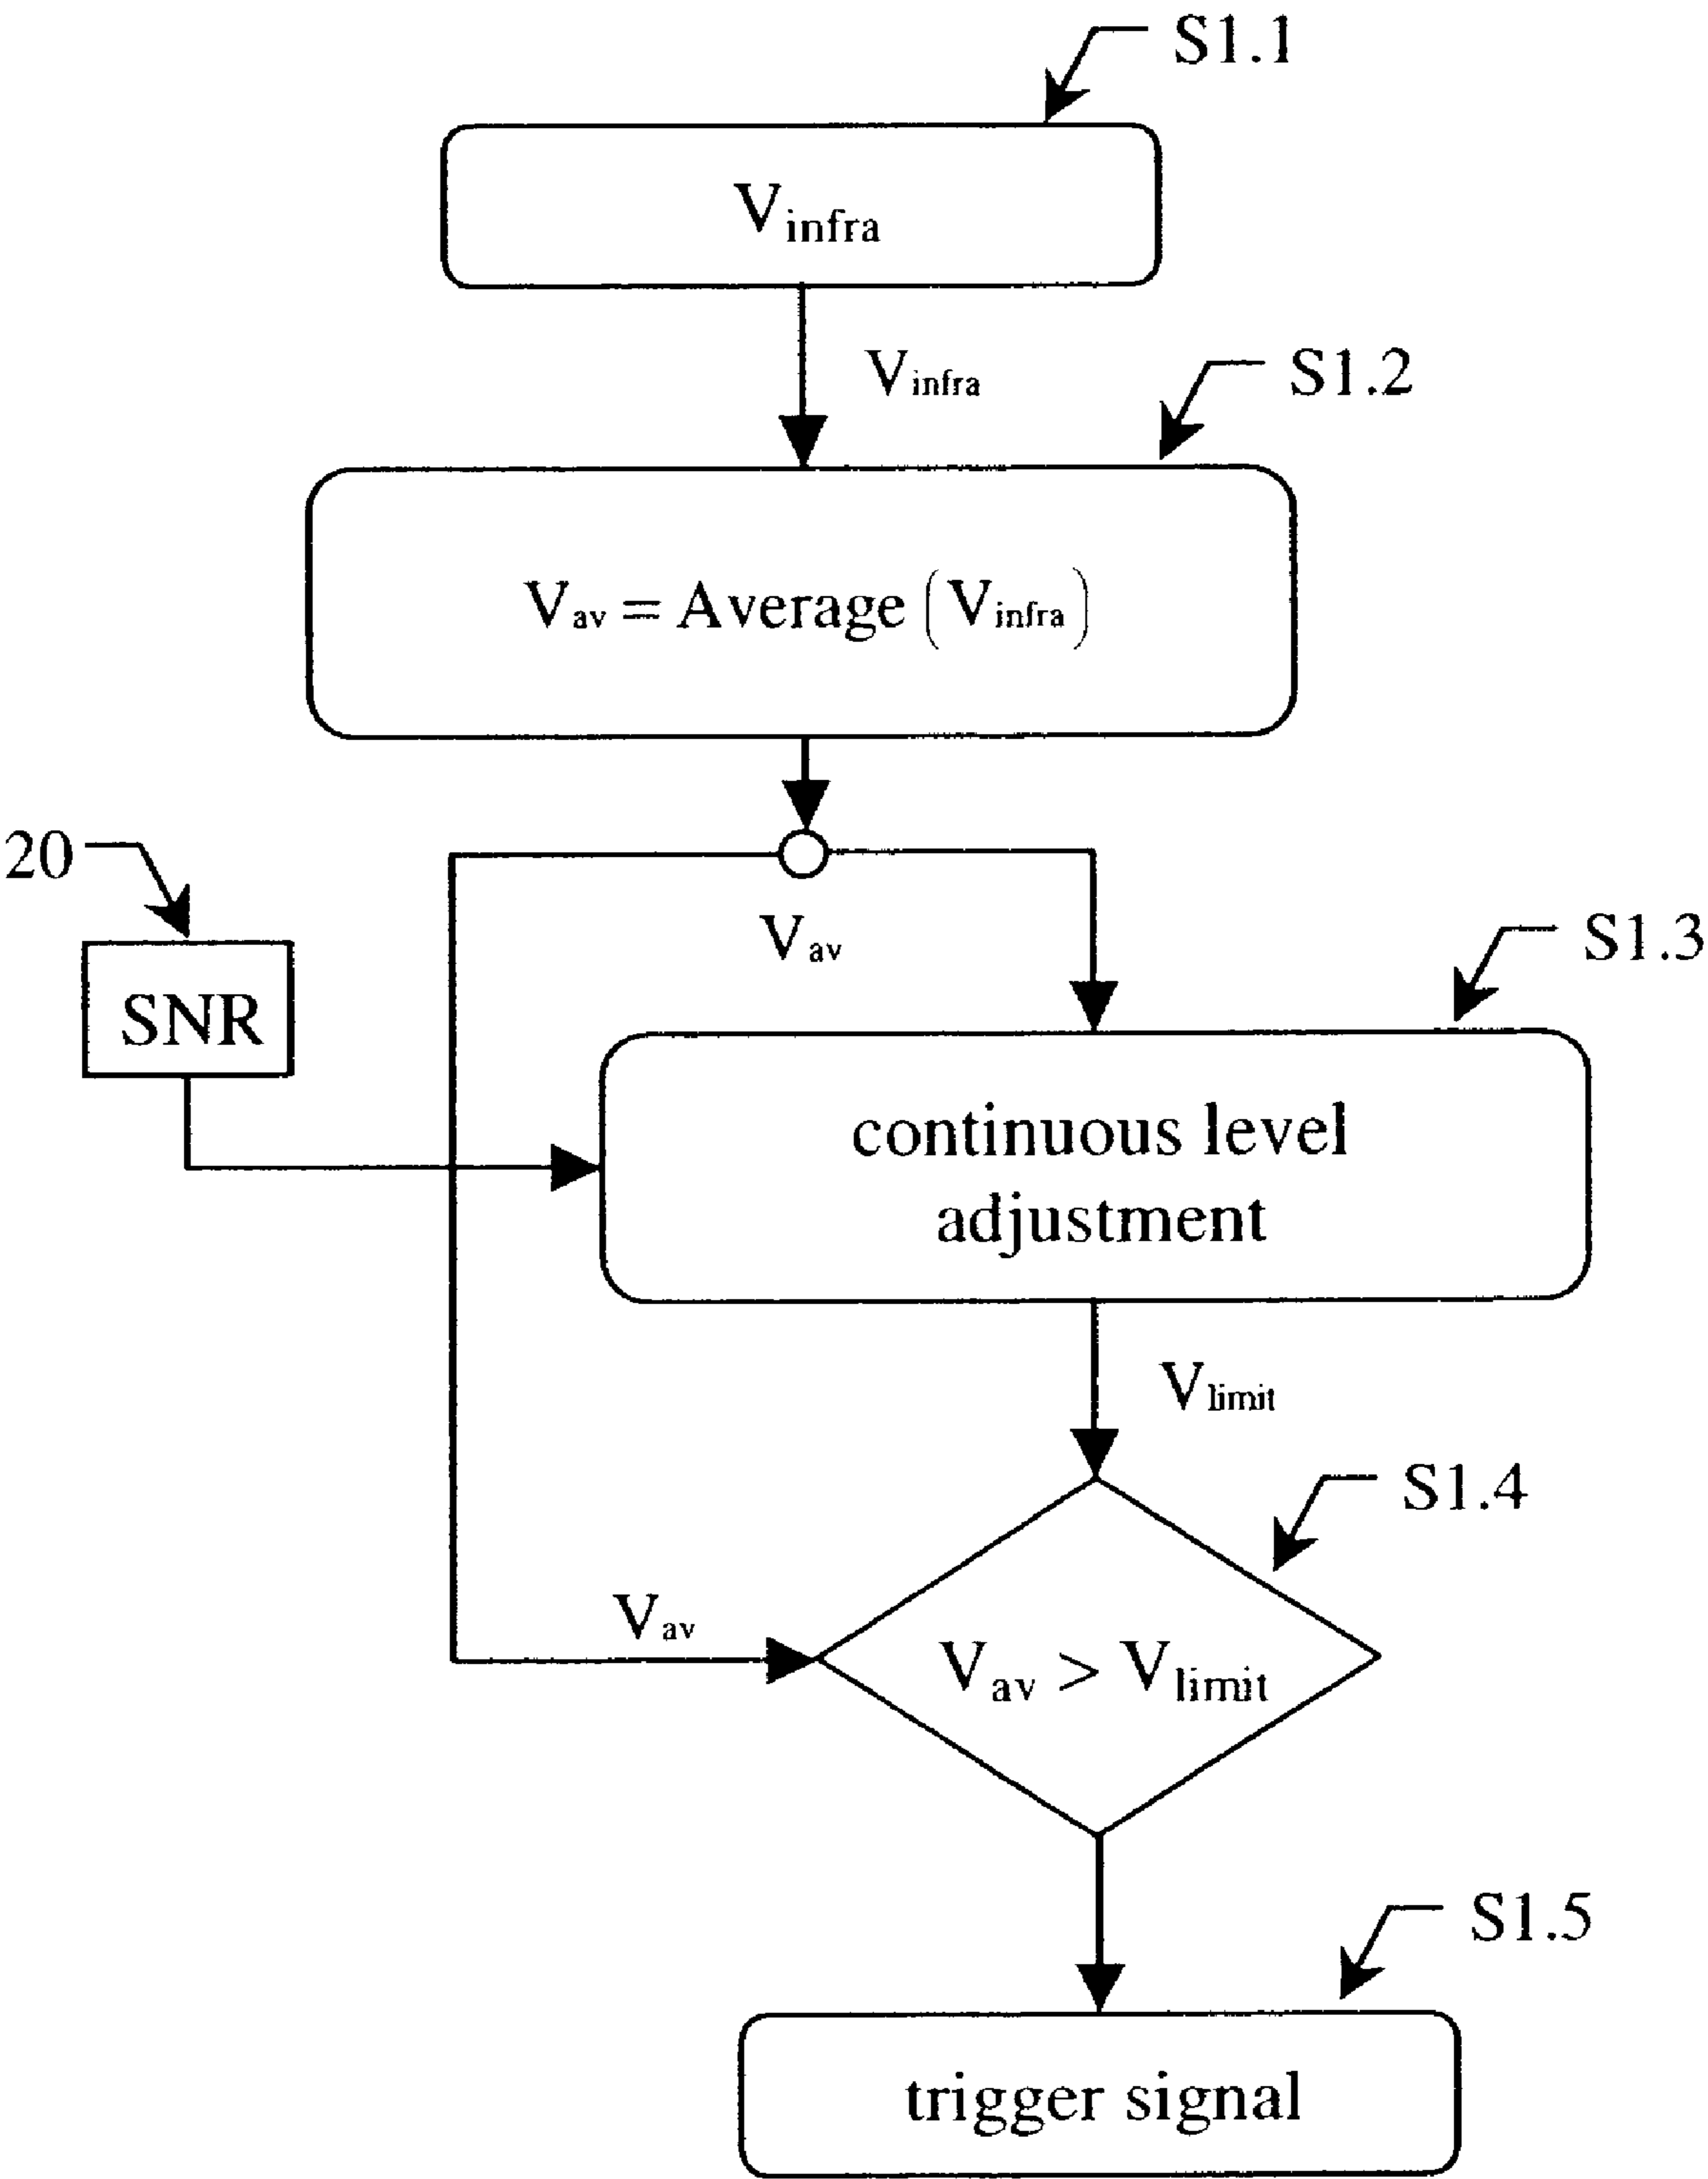 S1.1
Vinfra
Vinfra
S1.2
Vav = Average (Vinfra)
20
Vav
S1.3
SNR
continuous level
adjustment
Vlimit
S1.4
Vav
Vav > Vlimit
S1.5
trigger signal